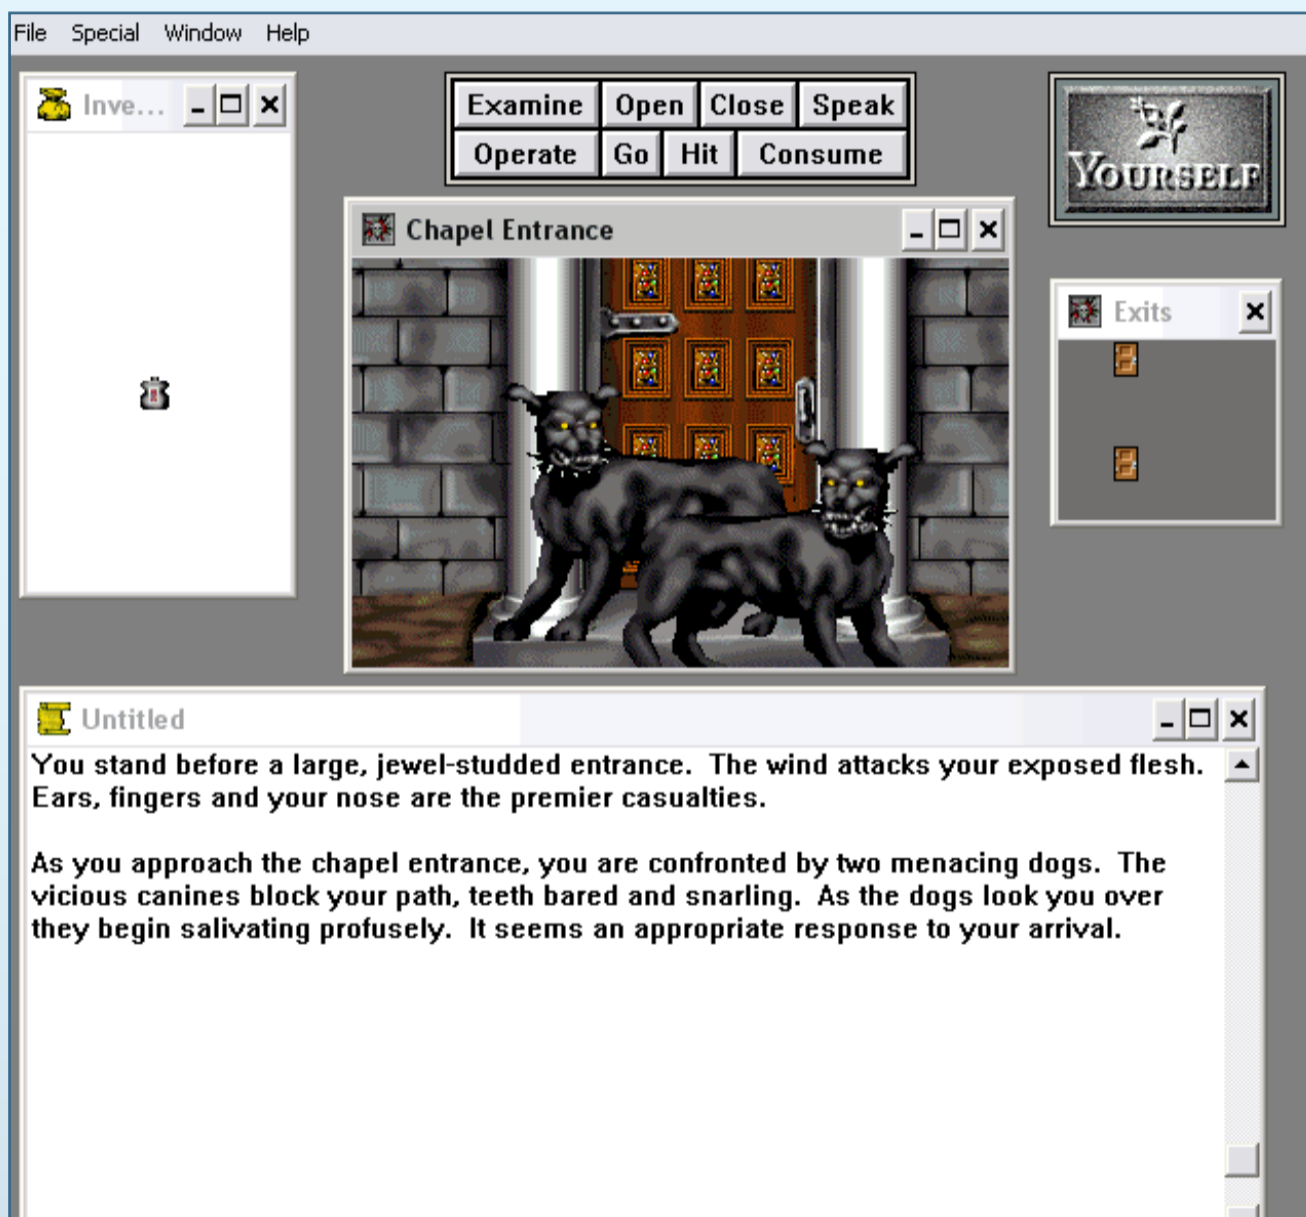 File Special Window Help
Inve...
Examine Open Close Speak
Operate Go Hit Consume
YOURSELF
Chapel Entrance
Exits
Untitled
You stand before a large, jewel-studded entrance.  The wind attacks your exposed flesh.
Ears, fingers and your nose are the premier casualties.
As you approach the chapel entrance, you are confronted by two menacing dogs.  The
vicious canines block your path, teeth bared and snarling.  As the dogs look you over
they begin salivating profusely.  It seems an appropriate response to your arrival.